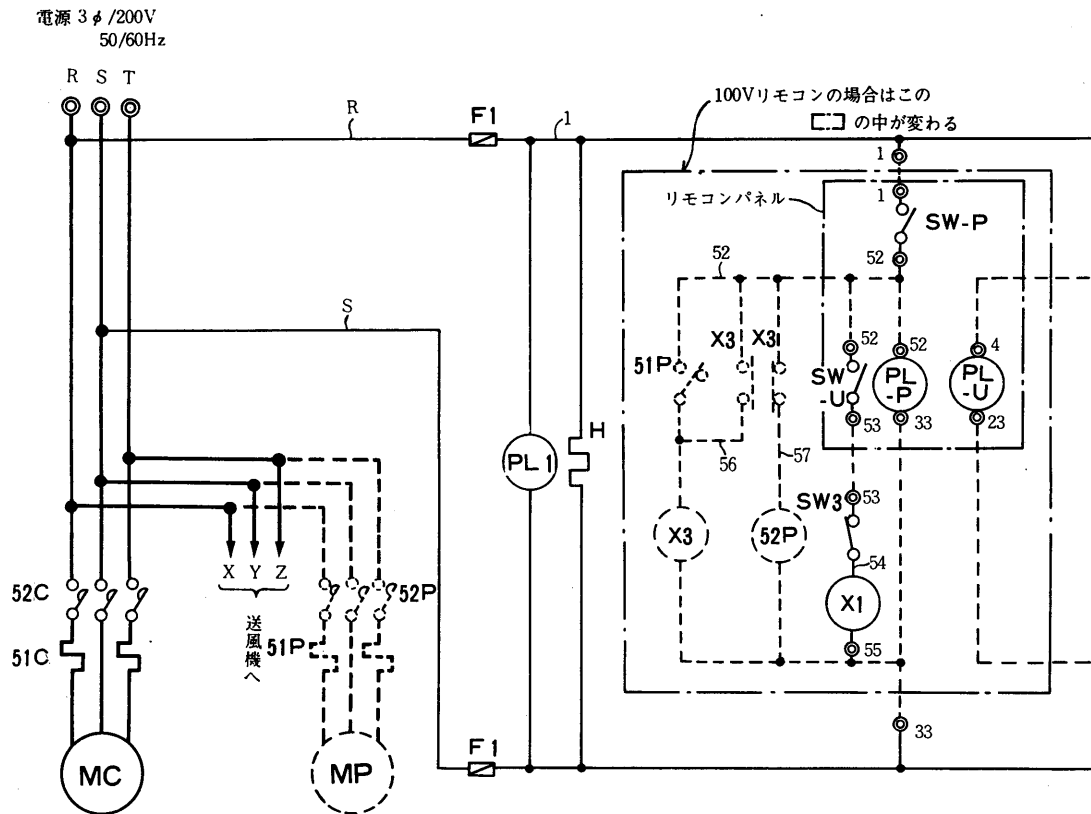 電源 3φ/200V
50/60Hz
R S T
R
F1
1
100Vリモコンの場合はこの
の中が変わる
1
リモコンパネル
1
SW-P
52
52
S
X3 X3
51P
52
SW
-U
52
PL
-P
4
PL
-U
53
33
23
H
PL1
56
57
SW3
53
X3
52P
54
X1
55
X Y Z
52C
52P
送風機へ
51P
51C
F1
33
MC
MP